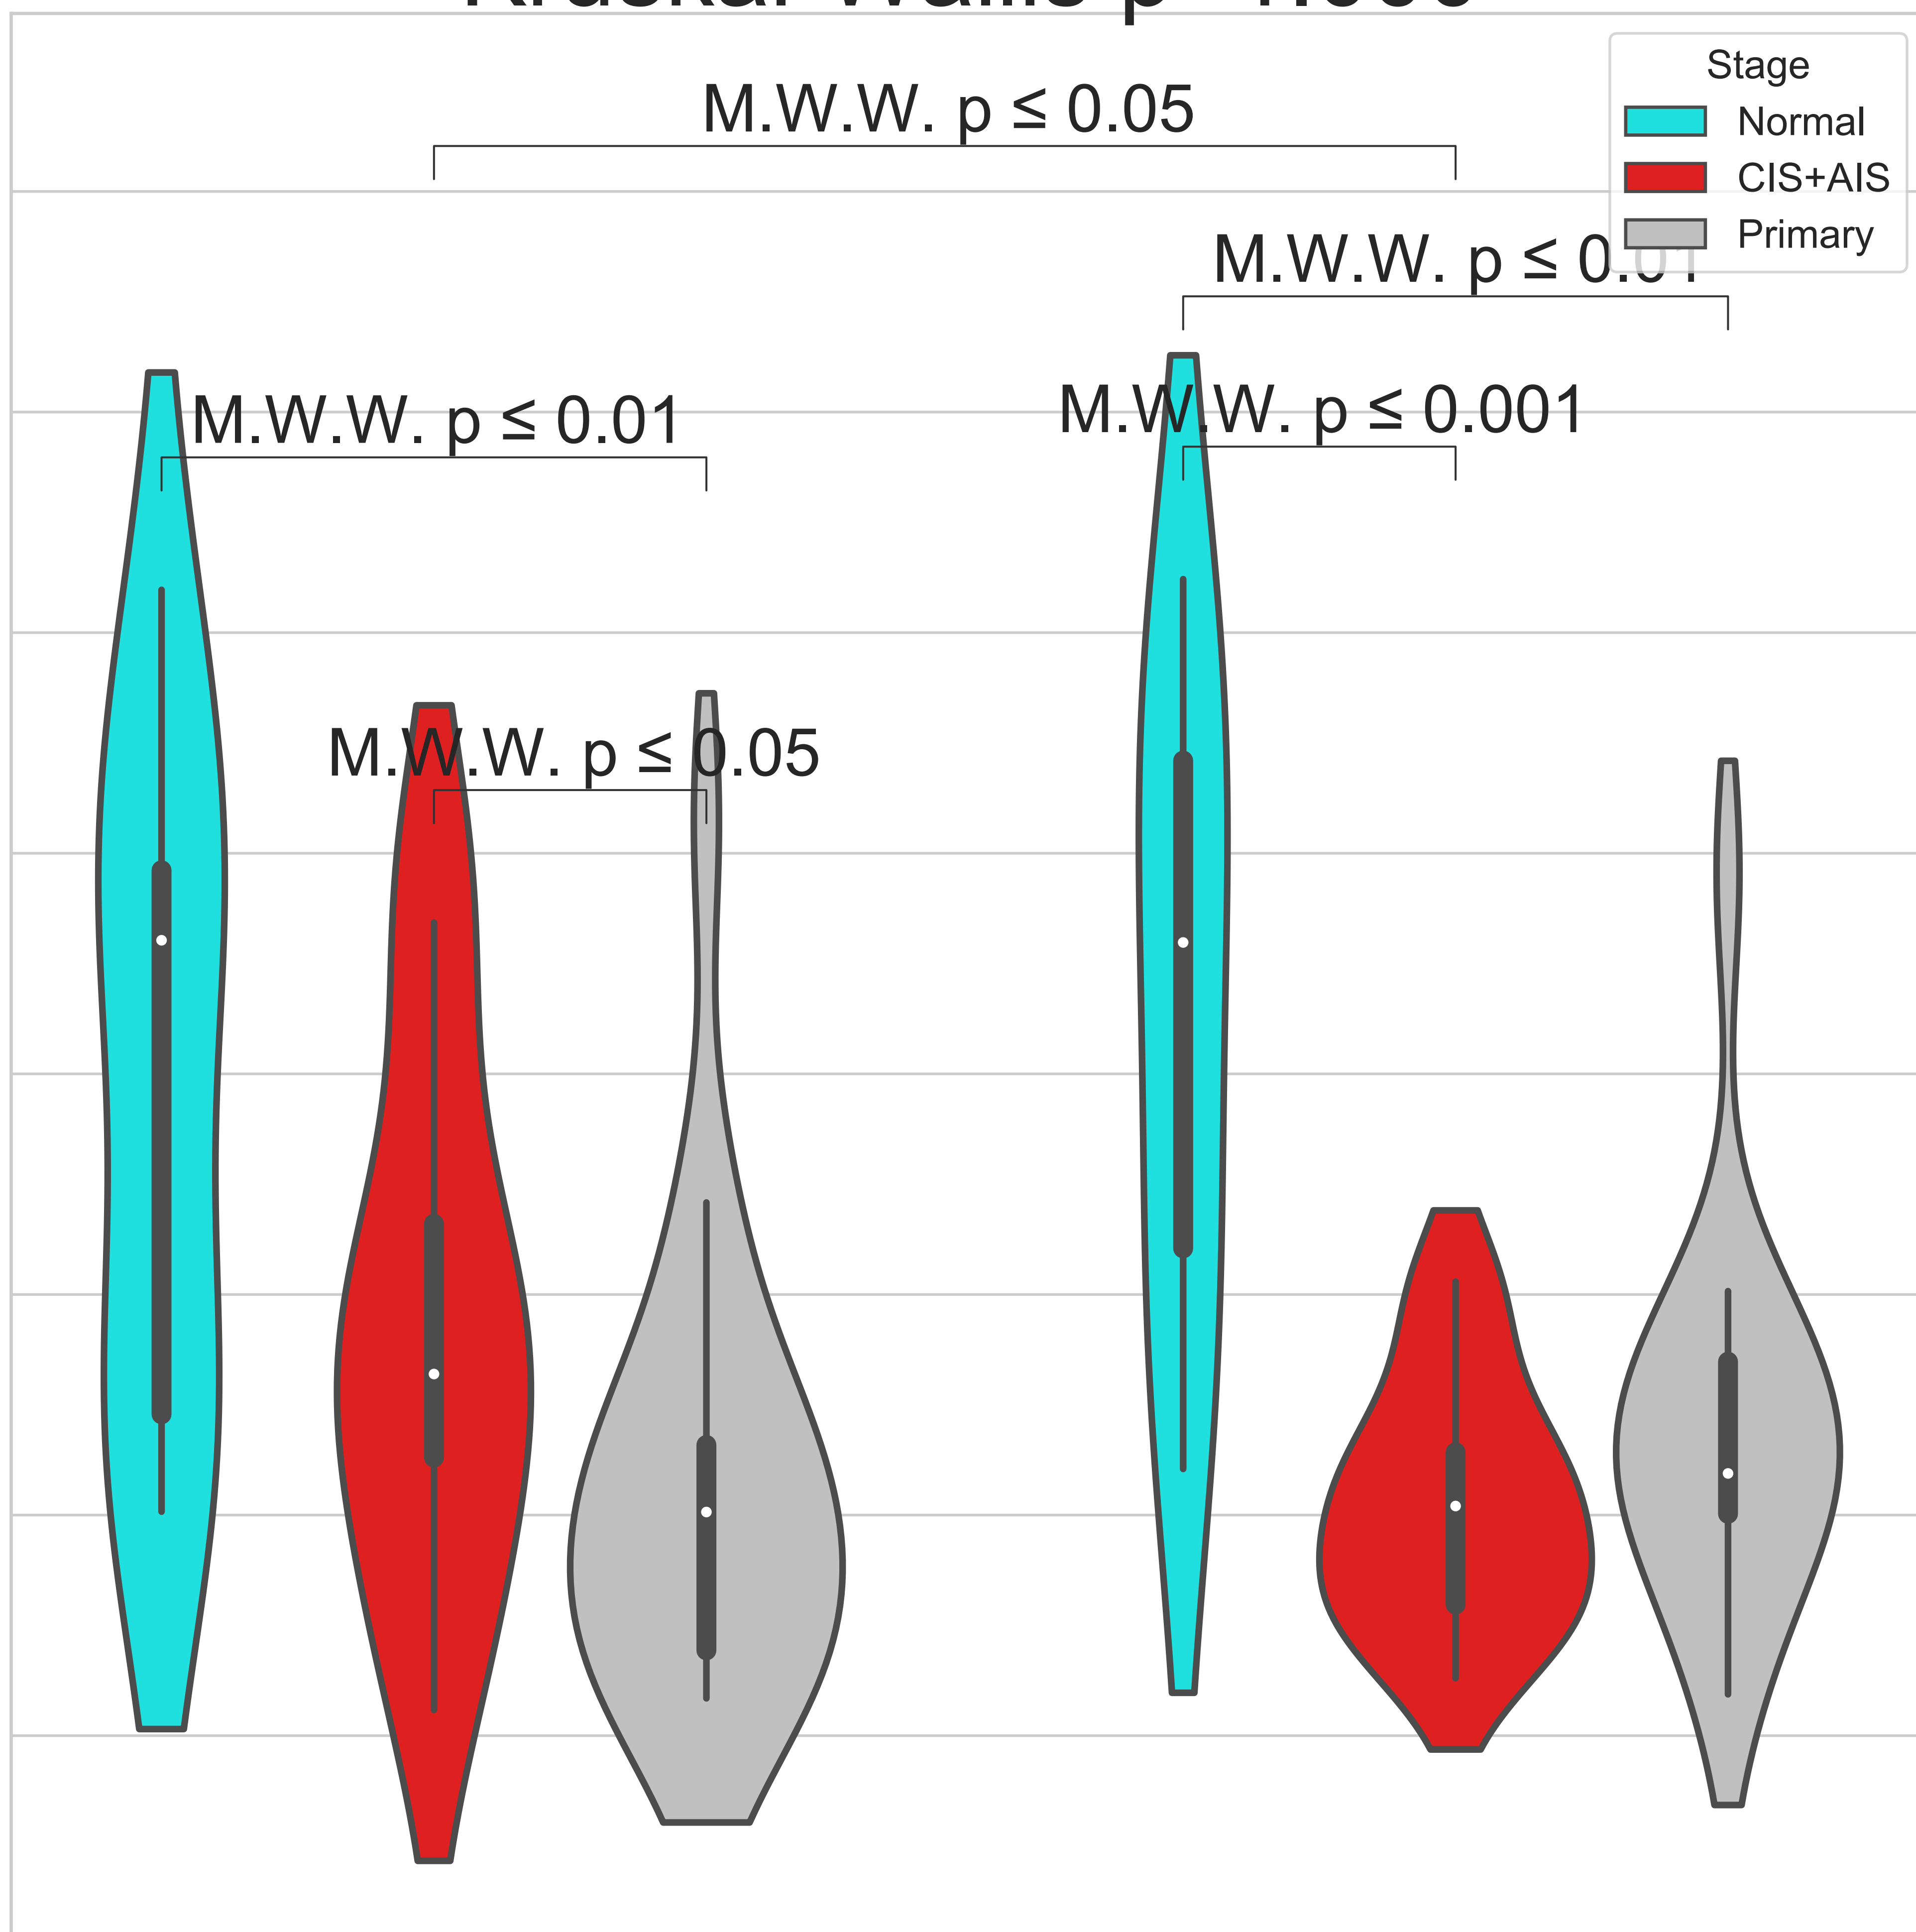 M.W.W. p ≤ 0.05
Stage
Normal
CIS+AIS
Primary
M.W.W. p ≤ 0.01
M.W.W. p ≤ 0.01
M.W.W. p ≤ 0.001
M.W.W. p ≤ 0.05